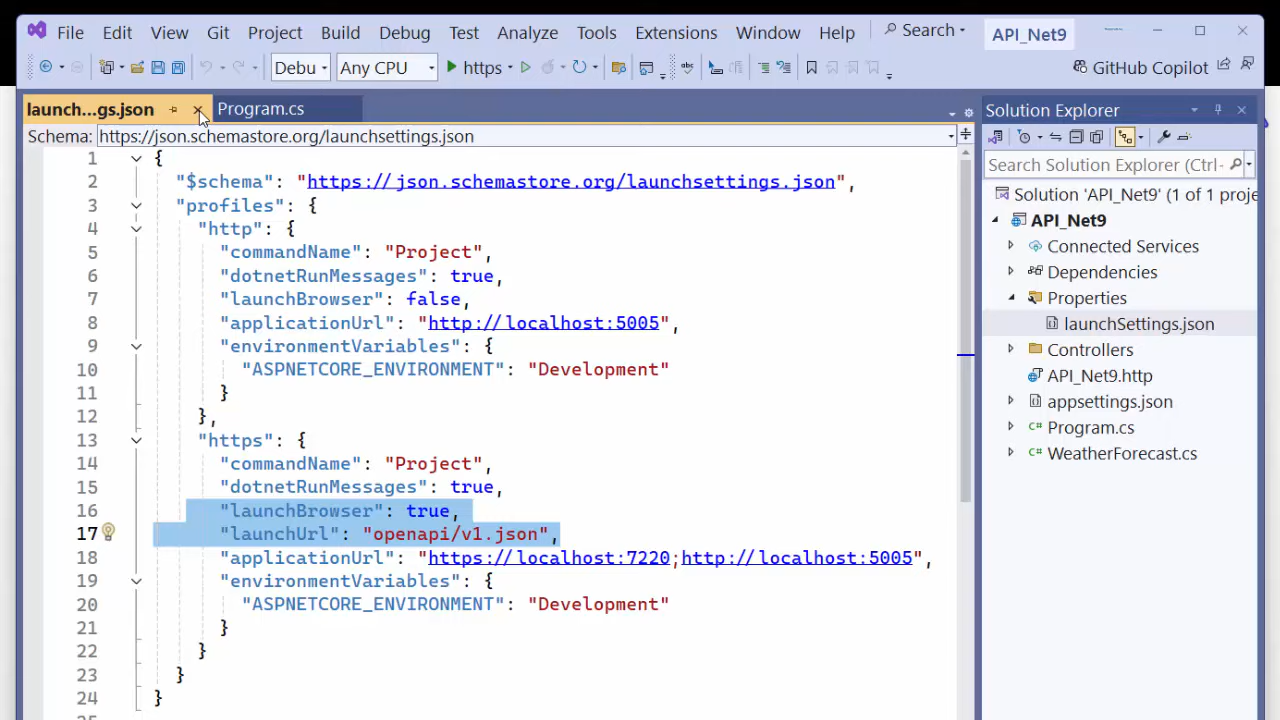 File Edit View Git Project Build Debug Test Analyze Tools Extensions Window Help Search API_Net9
Debu Any CPU https GitHub Copilot
launch...gs.json Program.cs
Schema: https://json.schemastore.org/launchsettings.json
1 {
2 "$schema": "https://json.schemastore.org/launchsettings.json",
3 "profiles": {
4 "http": {
5 "commandName": "Project",
6 "dotnetRunMessages": true,
7 "launchBrowser": false,
8 "applicationUrl": "http://localhost:5005",
9 "environmentVariables": {
10 "ASPNETCORE_ENVIRONMENT": "Development"
11 }
12 },
13 "https": {
14 "commandName": "Project",
15 "dotnetRunMessages": true,
16 "launchBrowser": true,
17 "launchUrl": "openapi/v1.json",
18 "applicationUrl": "https://localhost:7220;http://localhost:5005",
19 "environmentVariables": {
20 "ASPNETCORE_ENVIRONMENT": "Development"
21 }
22 }
23 }
24 }
Solution Explorer
Search Solution Explorer (Ctrl+
Solution 'API_Net9' (1 of 1 proje
API_Net9
Connected Services
Dependencies
Properties
launchSettings.json
Controllers
API_Net9.http
appsettings.json
C# Program.cs
C# WeatherForecast.cs